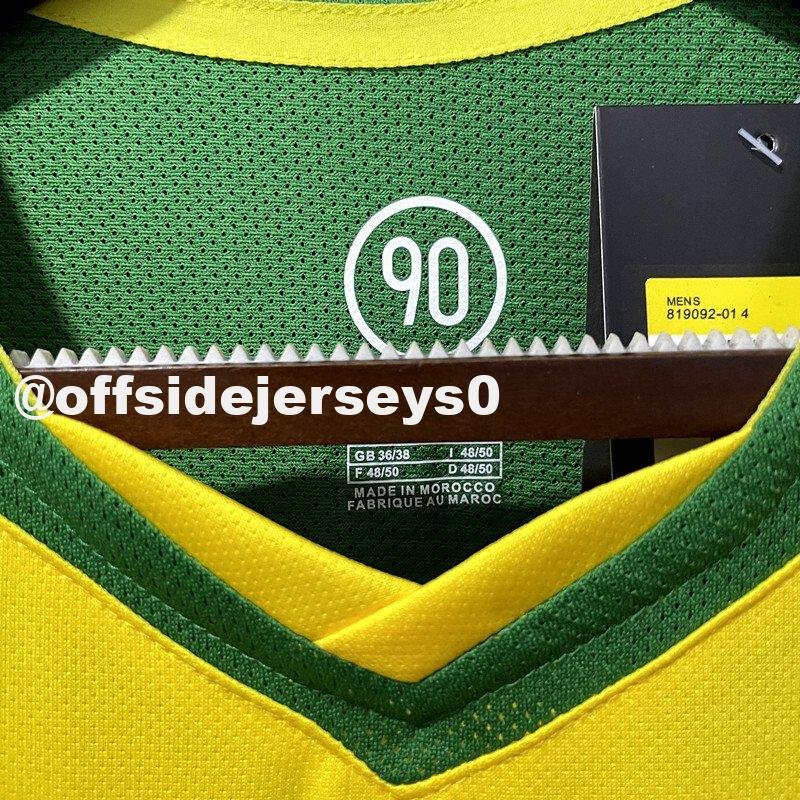 90
MENS
819092-01 4
@offsidejerseys0
GB 36/38 I 48/50
F 48/50 D 48/50
MADE IN MOROCCO
FABRIQUE AU MAROC